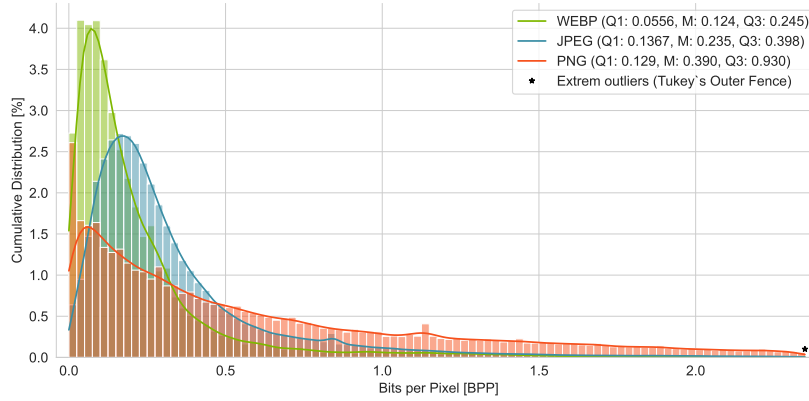 WEBP (Q1: 0.0556, M: 0.124, Q3: 0.245)
JPEG (Q1: 0.1367, M: 0.235, Q3: 0.398)
PNG (Q1: 0.129, M: 0.390, Q3: 0.930)
Extrem outliers (Tukey`s Outer Fence)
Cumulative Distribution [%]
4.0
3.5
3.0
2.5
2.0
1.5
1.0
0.5
0.0
0.0 0.5 1.0 1.5 2.0
Bits per Pixel [BPP]